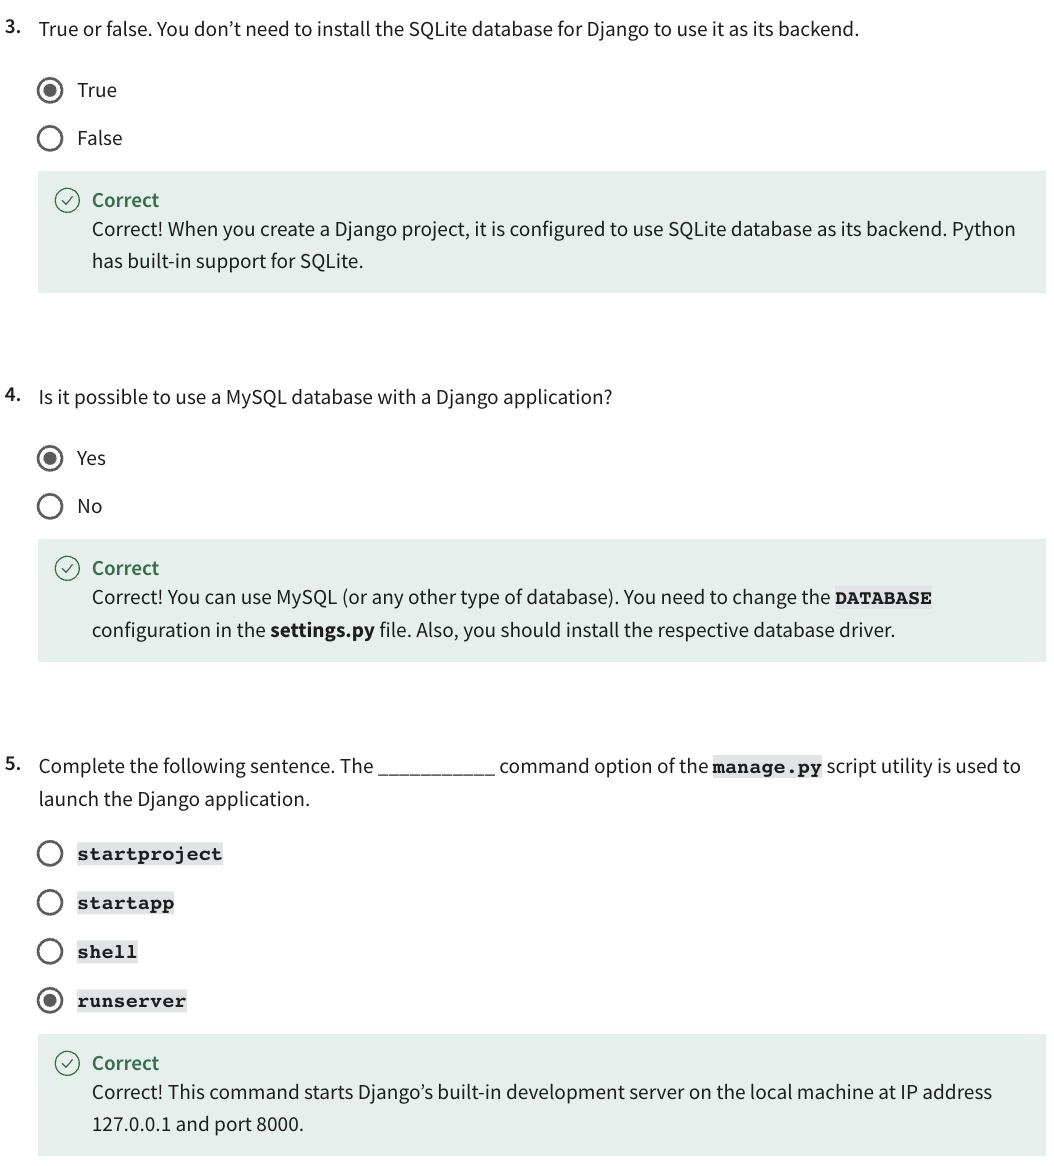 3. True or false. You don’t need to install the SQLite database for Django to use it as its backend.
True
False
Correct
Correct! When you create a Django project, it is configured to use SQLite database as its backend. Python
has built-in support for SQLite.
4. Is it possible to use a MySQL database with a Django application?
Yes
No
Correct
Correct! You can use MySQL (or any other type of database). You need to change the DATABASE
configuration in the settings.py file. Also, you should install the respective database driver.
5. Complete the following sentence. The ___________ command option of the manage.py script utility is used to
launch the Django application.
startproject
startapp
shell
runserver
Correct
Correct! This command starts Django’s built-in development server on the local machine at IP address
127.0.0.1 and port 8000.